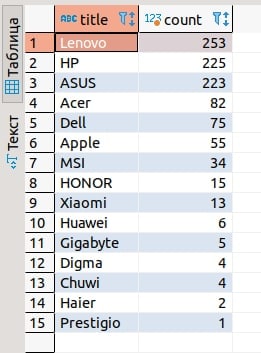 Таблица
Текст
ABC title 123 count
1 Lenovo 253
2 HP 225
3 ASUS 223
4 Acer 82
5 Dell 75
6 Apple 55
7 MSI 34
8 HONOR 15
9 Xiaomi 13
10 Huawei 6
11 Gigabyte 5
12 Digma 4
13 Chuwi 4
14 Haier 2
15 Prestigio 1